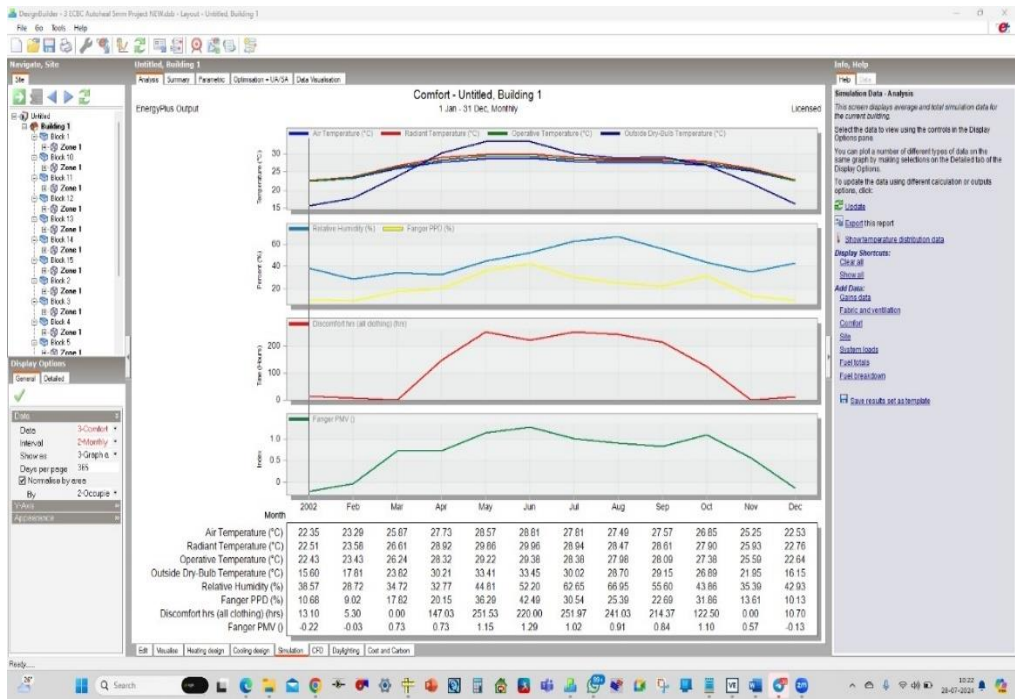 DesignBuilder - 3 ECBC Autoheaf 5mm Project NEW.dsb - Layout - Untitled, Building 1
File Go Tools Help
Navigate, Site
Site
Untitled
Building 1
Block 1
Zone 1
Block 10
Zone 1
Block 11
Zone 1
Block 12
Zone 1
Block 13
Zone 1
Block 14
Zone 1
Block 15
Zone 1
Block 2
Zone 1
Block 3
Zone 1
Block 4
Zone 1
Block 5
Zone 1
Display Options
General Detailed
Data
Data 3-Comfort
Interval 2-Monthly
Show as 3-Graph a
Days per page 365
Normalise by area
By 2-Occupie
Y-Axis
Appearance
Untitled, Building 1
Analysis Summary Parametric Optimisation + UA/SA Data Visualisation
Comfort - Untitled, Building 1
EnergyPlus Output 1 Jan - 31 Dec, Monthly Licensed
Air Temperature (°C) Radiant Temperature (°C) Operative Temperature (°C) Outside Dry-Bulb Temperature (°C)
Temperature (°C)
30
25
20
15
Relative Humidity (%) Fanger PPD (%)
Percent (%)
60
40
20
Discomfort hrs (all clothing) (hrs)
Time (Hours)
200
100
0
Fanger PMV ()
Index
1.0
0.5
0
Month 2002 Feb Mar Apr May Jun Jul Aug Sep Oct Nov Dec
Air Temperature (°C) 22.35 23.29 25.87 27.73 28.57 28.81 27.81 27.49 27.57 26.85 25.25 22.53
Radiant Temperature (°C) 22.51 23.58 26.61 28.92 29.86 29.96 28.94 28.47 28.61 27.90 25.93 22.76
Operative Temperature (°C) 22.43 23.43 26.24 28.32 29.22 29.38 28.38 27.98 28.09 27.38 25.59 22.64
Outside Dry-Bulb Temperature (°C) 15.60 17.81 23.82 30.21 33.41 33.45 30.02 28.70 29.15 26.89 21.95 16.15
Relative Humidity (%) 38.57 28.72 34.72 32.77 44.81 52.20 62.65 66.95 55.60 43.86 35.39 42.93
Fanger PPD (%) 10.68 9.02 17.82 20.15 36.29 42.49 30.54 25.39 22.69 31.86 13.61 10.13
Discomfort hrs (all clothing) (hrs) 13.10 5.30 0.00 147.03 251.53 220.00 251.97 241.03 214.37 122.50 0.00 10.70
Fanger PMV () -0.22 -0.03 0.73 0.73 1.15 1.29 1.02 0.91 0.84 1.10 0.57 -0.13
Edit Visualise Heating design Cooling design Simulation CFD Daylighting Cost and Carbon
Info, Help
Help Data
Simulation Data - Analysis
This screen displays average and total simulation data for
the current building.
Select the data to view using the controls in the Display
Options pane.
You can plot a number of different types of data on the
same graph by making selections on the Detailed tab of the
Display Options.
To update the data using different calculation or outputs
options, click:
Update
Export this report
Show temperature distribution data
Display Shortcuts:
Clear all
Show all
Add Data:
Gains data
Fabric and ventilation
Comfort
Site
System loads
Fuel totals
Fuel breakdown
Save results set as template
Ready....
26°
Search
10:22
28-07-2024